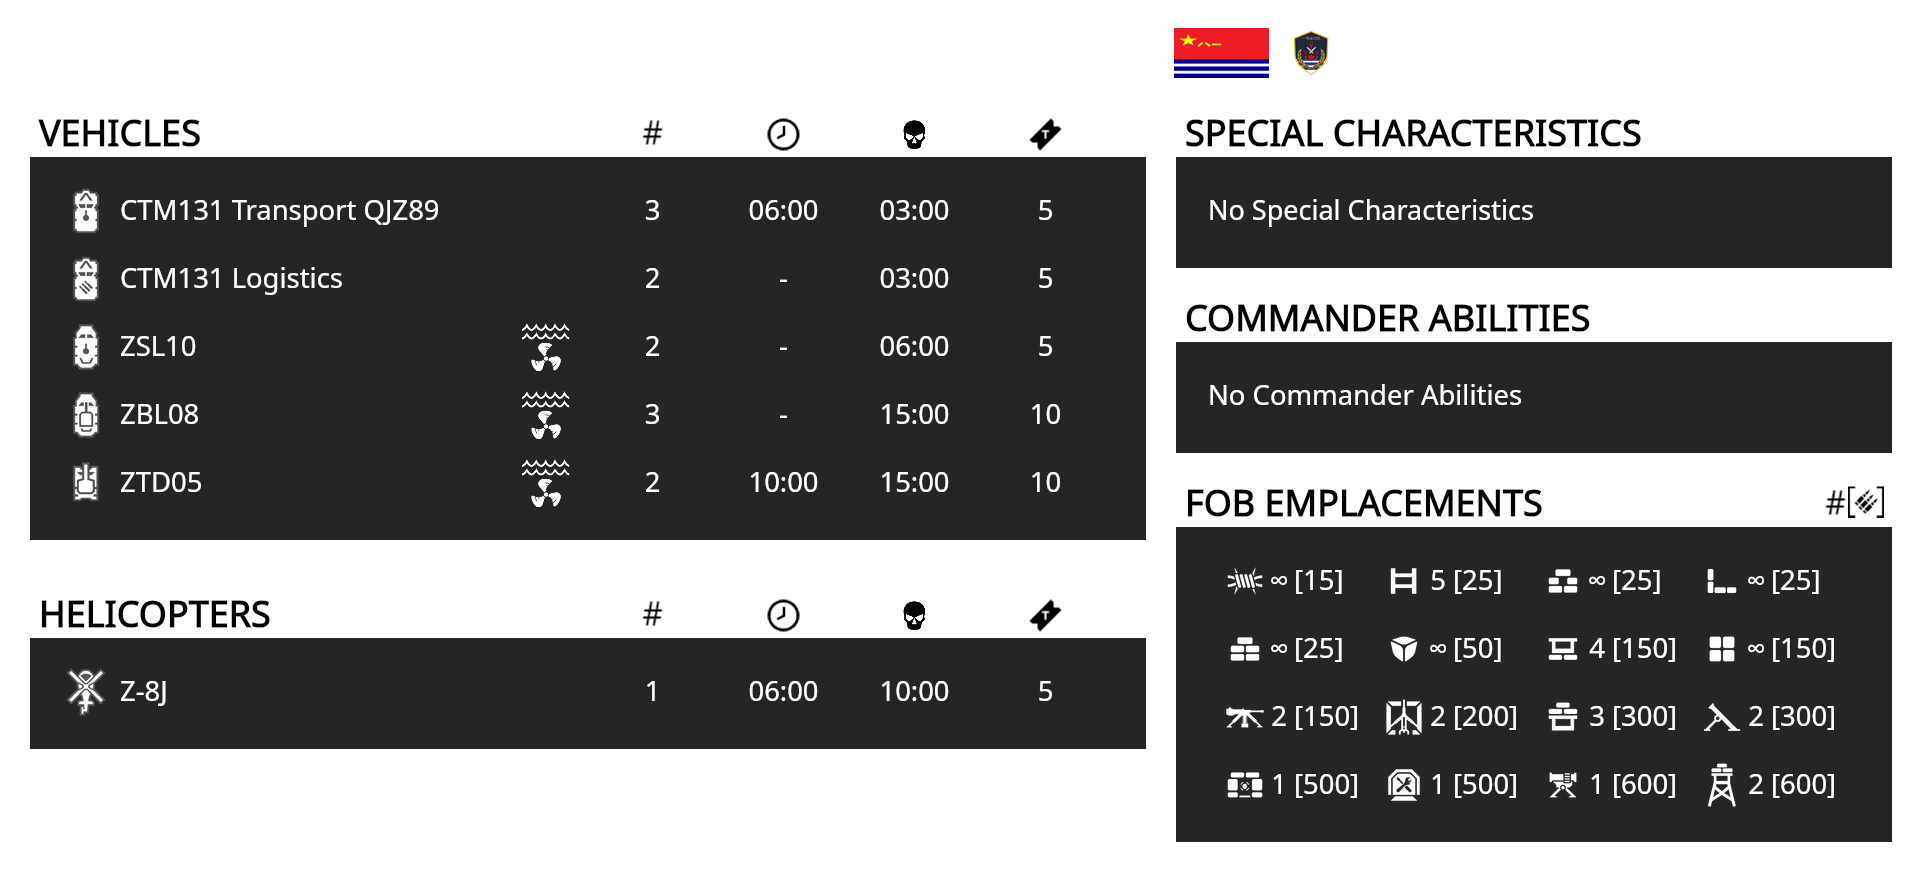 VEHICLES #
CTM131 Transport QJZ89 3 06:00 03:00 5
CTM131 Logistics 2 - 03:00 5
ZSL10 2 - 06:00 5
ZBL08 3 - 15:00 10
ZTD05 2 10:00 15:00 10
HELICOPTERS #
Z-8J 1 06:00 10:00 5
SPECIAL CHARACTERISTICS
No Special Characteristics
COMMANDER ABILITIES
No Commander Abilities
FOB EMPLACEMENTS #[ ]
∞ [15] 5 [25] ∞ [25] ∞ [25]
∞ [25] ∞ [50] 4 [150] ∞ [150]
2 [150] 2 [200] 3 [300] 2 [300]
1 [500] 1 [500] 1 [600] 2 [600]